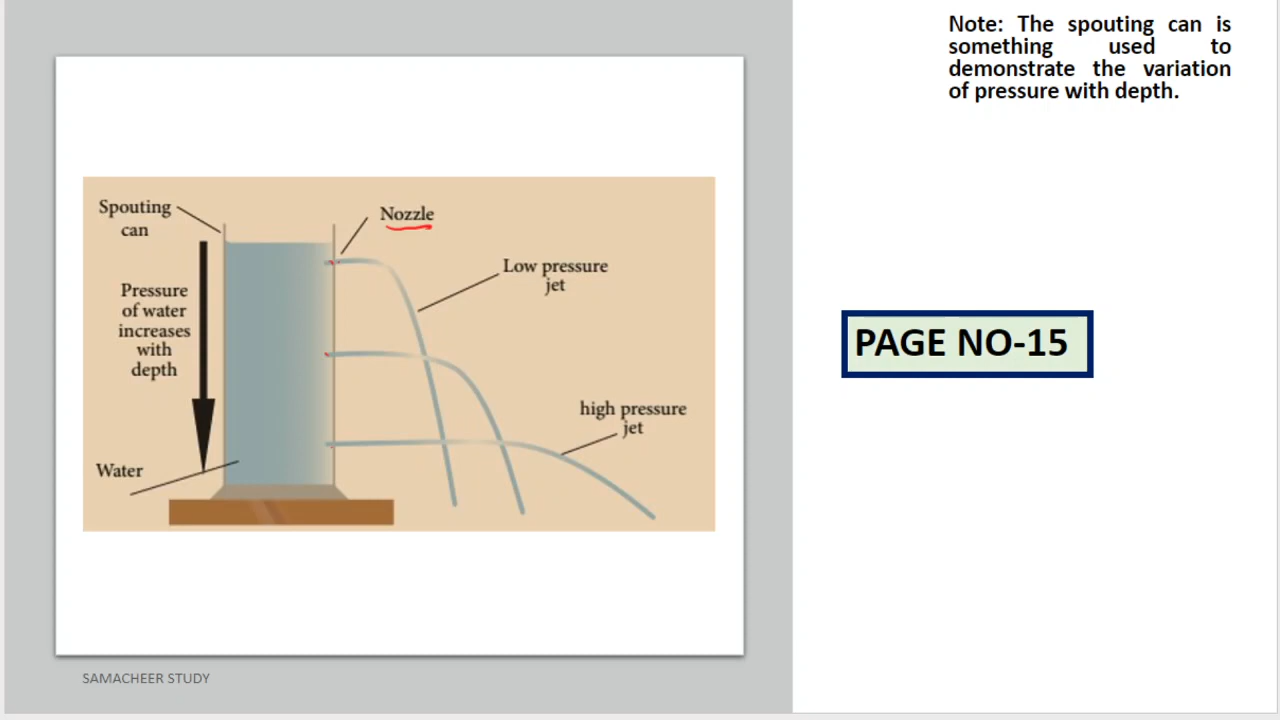 Note: The spouting can is
something used to
demonstrate the variation
of pressure with depth.
Spouting
can
Nozzle
Low pressure
jet
Pressure
of water
increases
with
depth
high pressure
jet
Water
PAGE NO-15
SAMACHEER STUDY